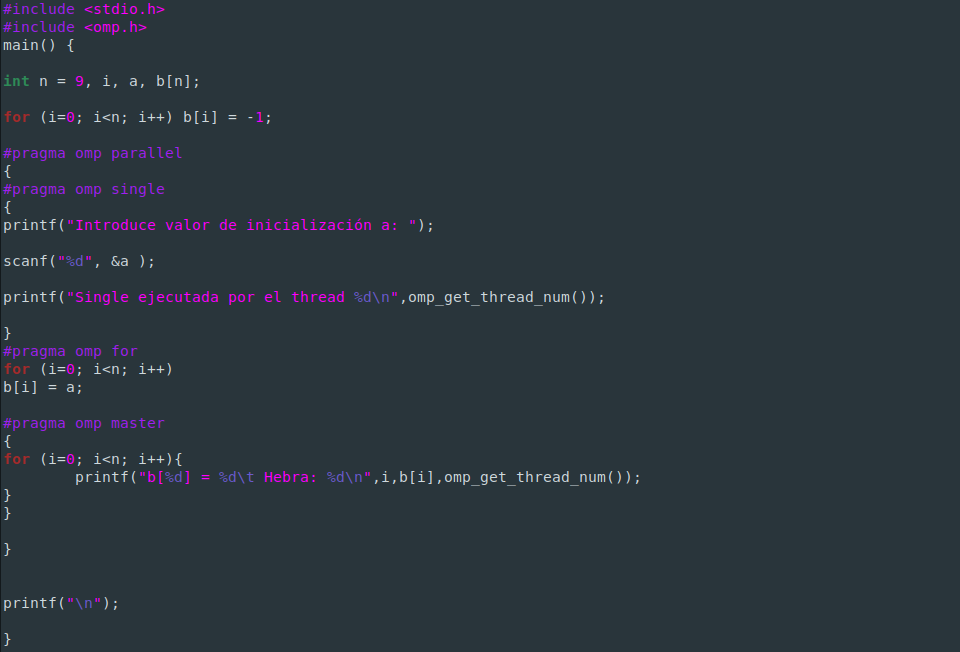 #include <stdio.h>
#include <omp.h>
main() {
int n = 9, i, a, b[n];
for (i=0; i<n; i++) b[i] = -1;
#pragma omp parallel
{
#pragma omp single
{
printf("Introduce valor de inicialización a: ");
scanf("%d", &a );
printf("Single ejecutada por el thread %d\n",omp_get_thread_num());
}
#pragma omp for
for (i=0; i<n; i++)
b[i] = a;
#pragma omp master
{
for (i=0; i<n; i++){
        printf("b[%d] = %d\t Hebra: %d\n",i,b[i],omp_get_thread_num());
}
}
}
printf("\n");
}